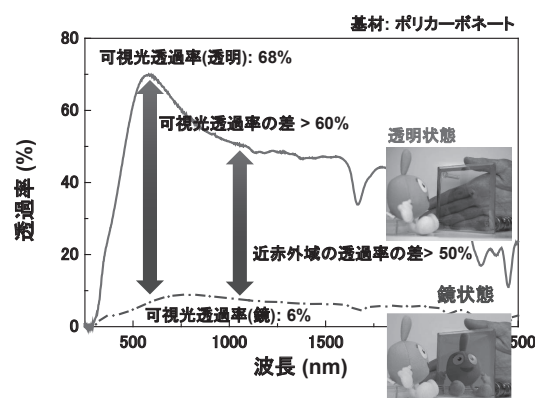 基材: ポリカーボネート
80
可視光透過率(透明): 68%
60
可視光透過率の差 > 60%
透明状態
透過率 (%)
40
20
近赤外域の透過率の差> 50%
鏡状態
可視光透過率(鏡): 6%
0
500
1000
1500
500
波長 (nm)